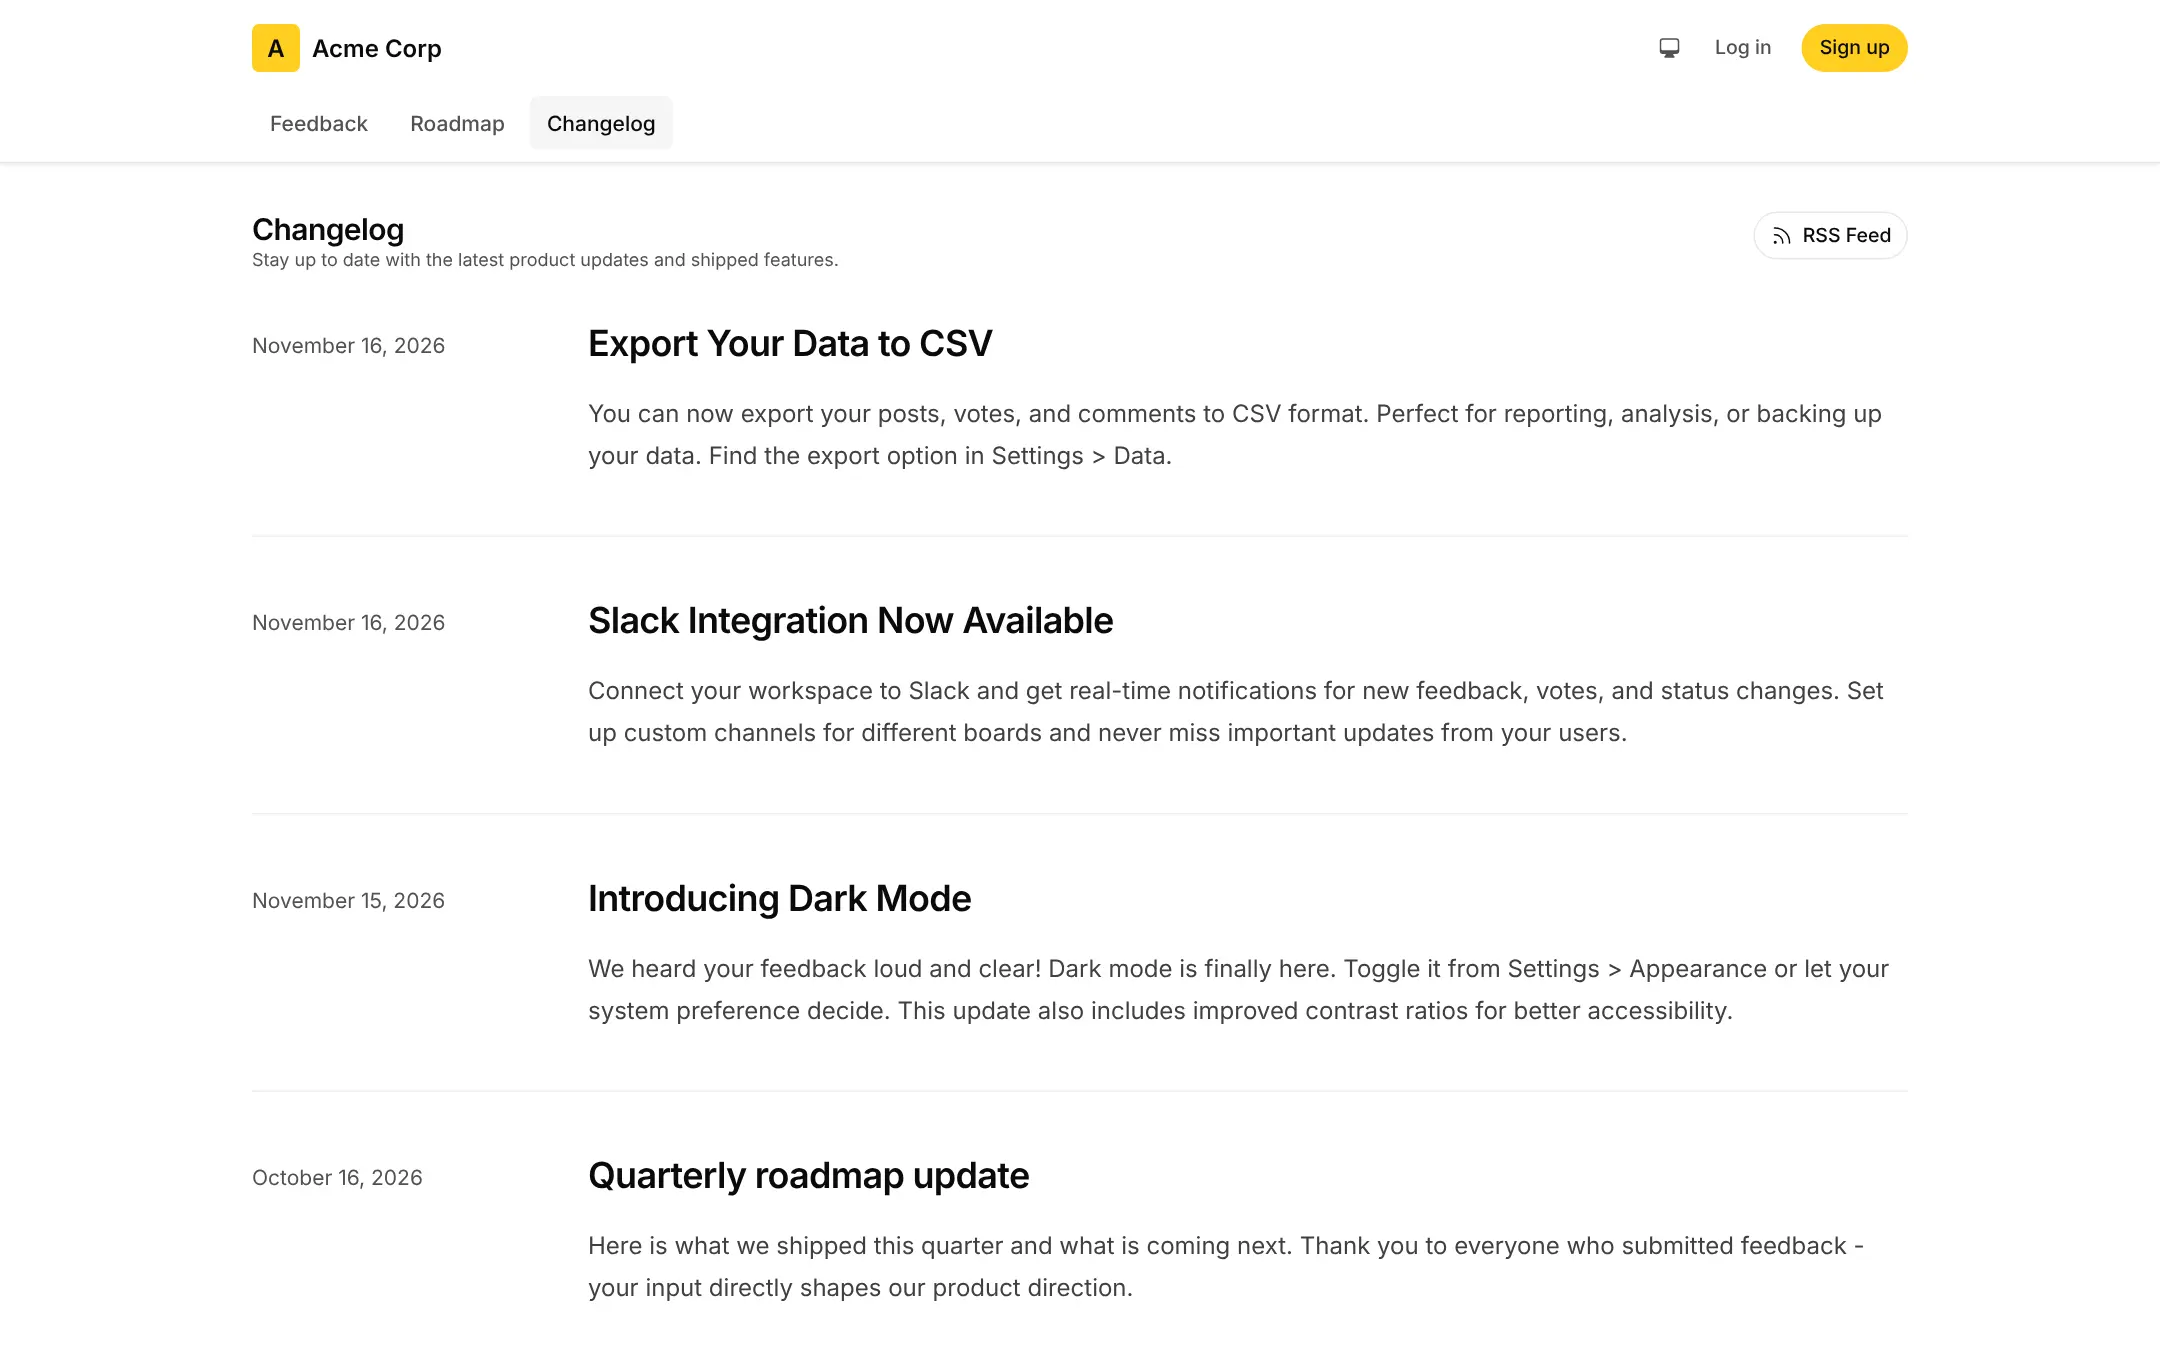 A Acme Corp
Log in
Sign up
Feedback
Roadmap
Changelog
Changelog
Stay up to date with the latest product updates and shipped features.
RSS Feed
November 16, 2026
Export Your Data to CSV
You can now export your posts, votes, and comments to CSV format. Perfect for reporting, analysis, or backing up
your data. Find the export option in Settings > Data.
November 16, 2026
Slack Integration Now Available
Connect your workspace to Slack and get real-time notifications for new feedback, votes, and status changes. Set
up custom channels for different boards and never miss important updates from your users.
November 15, 2026
Introducing Dark Mode
We heard your feedback loud and clear! Dark mode is finally here. Toggle it from Settings > Appearance or let your
system preference decide. This update also includes improved contrast ratios for better accessibility.
October 16, 2026
Quarterly roadmap update
Here is what we shipped this quarter and what is coming next. Thank you to everyone who submitted feedback -
your input directly shapes our product direction.